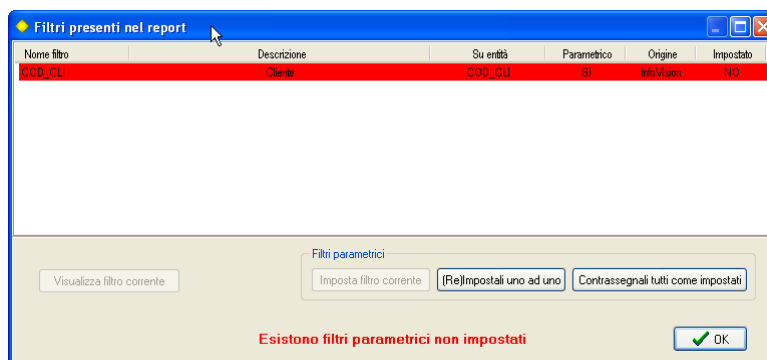 Filtri presenti nel report
Nome filtro Descrizione Su entità Parametrico Origine Impostato
COD_CLI Cliente COD_CLI SI InfoVision NO
Filtri parametrici
Visualizza filtro corrente Imposta filtro corrente (Re)Impostali uno ad uno Contrassegnali tutti come impostati
Esistono filtri parametrici non impostati OK